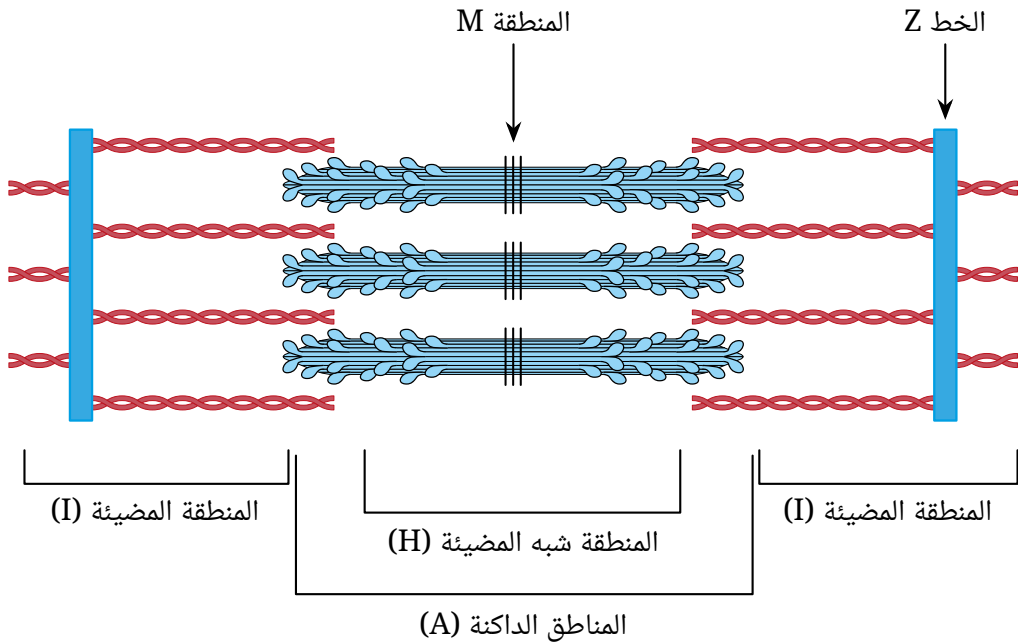 الخط Z
المنطقة M
المنطقة المضيئة (I)
المنطقة المضيئة (I)
المنطقة شبه المضيئة (H)
المناطق الداكنة (A)